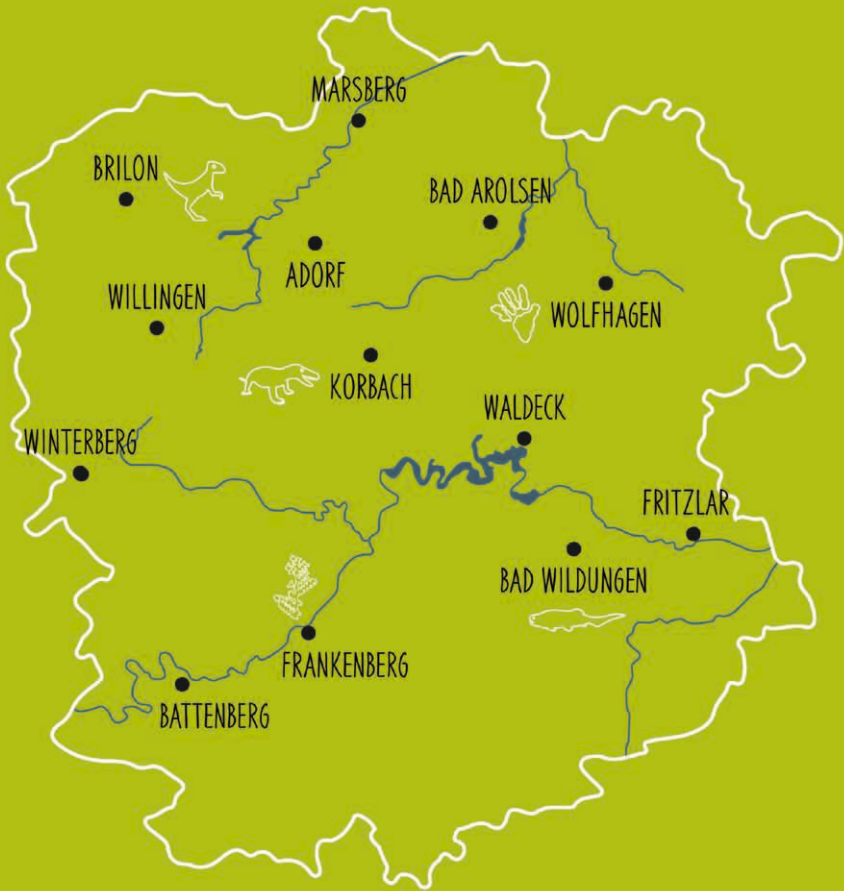 MARSBERG
BRILON
BAD AROLSEN
ADORF
WILLINGEN
WOLFHAGEN
KORBACH
WALDECK
WINTERBERG
FRITZLAR
BAD WILDUNGEN
FRANKENBERG
BATTENBERG